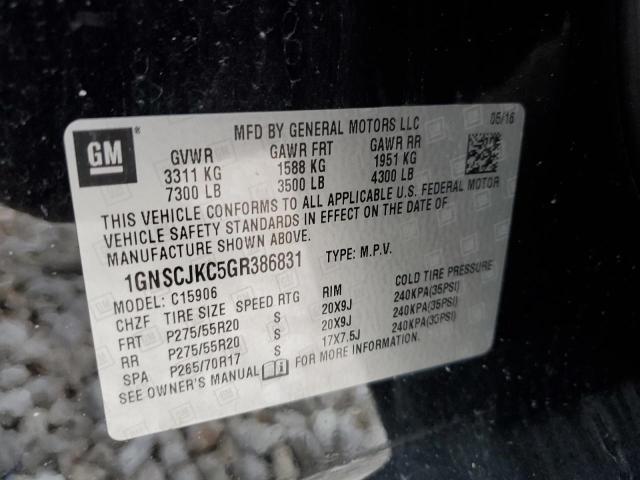 GM ®
MFD BY GENERAL MOTORS LLC
05/16
GVWR GAWR FRT GAWR RR
3311 KG 1588 KG 1951 KG
7300 LB 3500 LB 4300 LB
THIS VEHICLE CONFORMS TO ALL APPLICABLE U.S. FEDERAL MOTOR
VEHICLE SAFETY STANDARDS IN EFFECT ON THE DATE OF
MANUFACTURE SHOWN ABOVE.
1GNSCJKC5GR386831 TYPE: M.P.V.
MODEL: C15906
CHZF TIRE SIZE SPEED RTG RIM COLD TIRE PRESSURE
FRT P275/55R20 S 20X9J 240KPA(35PSI)
RR P275/55R20 S 20X9J 240KPA(35PSI)
SPA P265/70R17 S 17X7.5J 240KPA(35PSI)
SEE OWNER'S MANUAL FOR MORE INFORMATION.